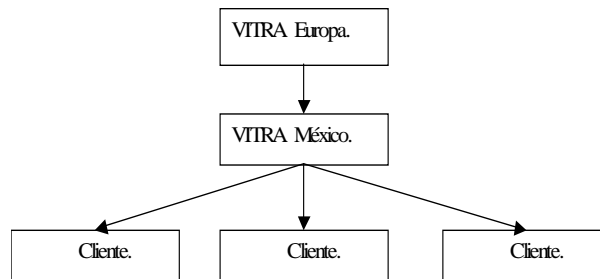 VITRA Europa.
VITRA México.
Cliente.
Cliente.
Cliente.